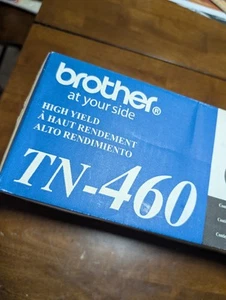 brother®
at your side
HIGH YIELD
À HAUT RENDEMENT
ALTO RENDIMIENTO
TN-460